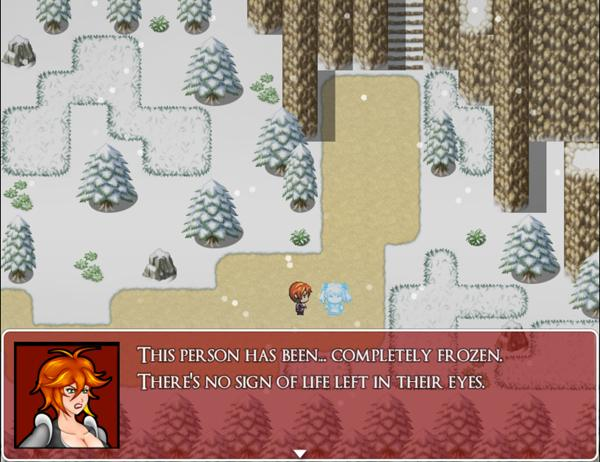 This person has been... completely frozen.
There's no sign of life left in their eyes.